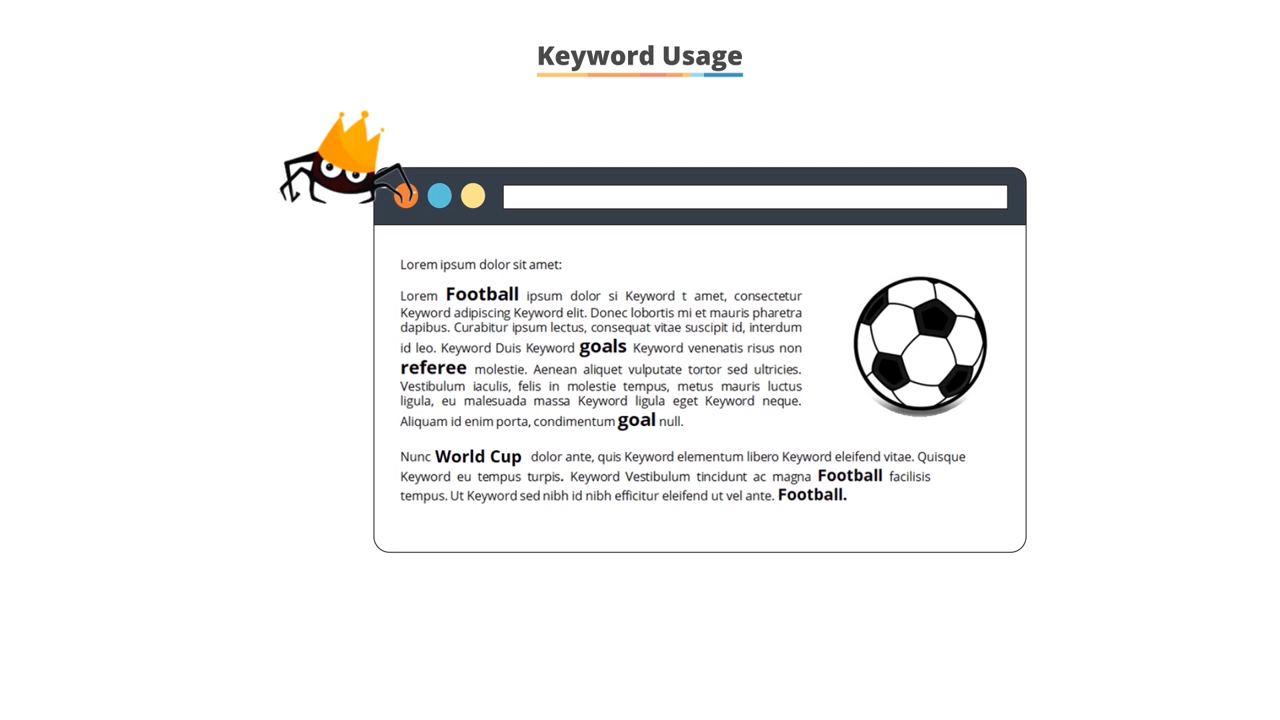 Keyword Usage
Lorem ipsum dolor sit amet:
Lorem Football ipsum dolor si Keyword t amet, consectetur
Keyword adipiscing Keyword elit. Donec lobortis mi et mauris pharetra
dapibus. Curabitur ipsum lectus, consequat vitae suscipit id, interdum
id leo. Keyword Duis Keyword goals Keyword venenatis risus non
referee molestie. Aenean aliquet vulputate tortor sed ultricies.
Vestibulum iaculis, felis in molestie tempus, metus mauris luctus
ligula, eu malesuada massa Keyword ligula eget Keyword neque.
Aliquam id enim porta, condimentum goal null.
Nunc World Cup dolor ante, quis Keyword elementum libero Keyword eleifend vitae. Quisque
Keyword eu tempus turpis. Keyword Vestibulum tincidunt ac magna Football facilisis
tempus. Ut Keyword sed nibh id nibh efficitur eleifend ut vel ante. Football.